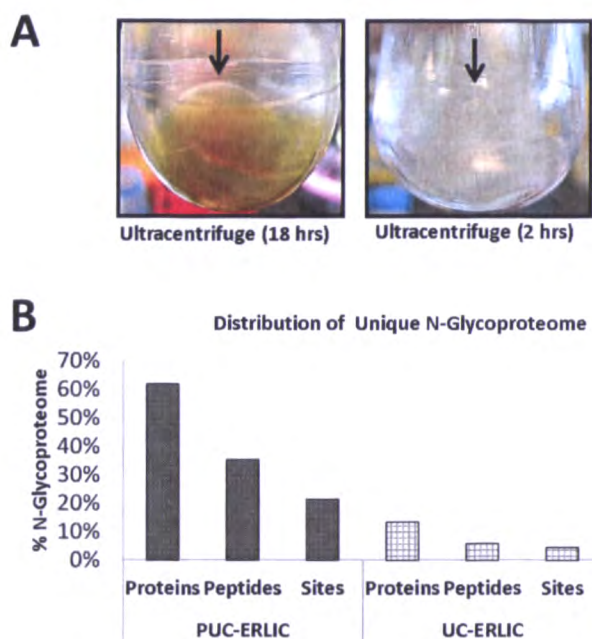 A
Ultracentrifuge (18 hrs)
Ultracentrifuge (2 hrs)
B
Distribution of Unique N-Glycoproteome
% N-Glycoproteome
70%
60%
50%
40%
30%
20%
10%
0%
Proteins Peptides Sites Proteins Peptides Sites
PUC-ERLIC UC-ERLIC